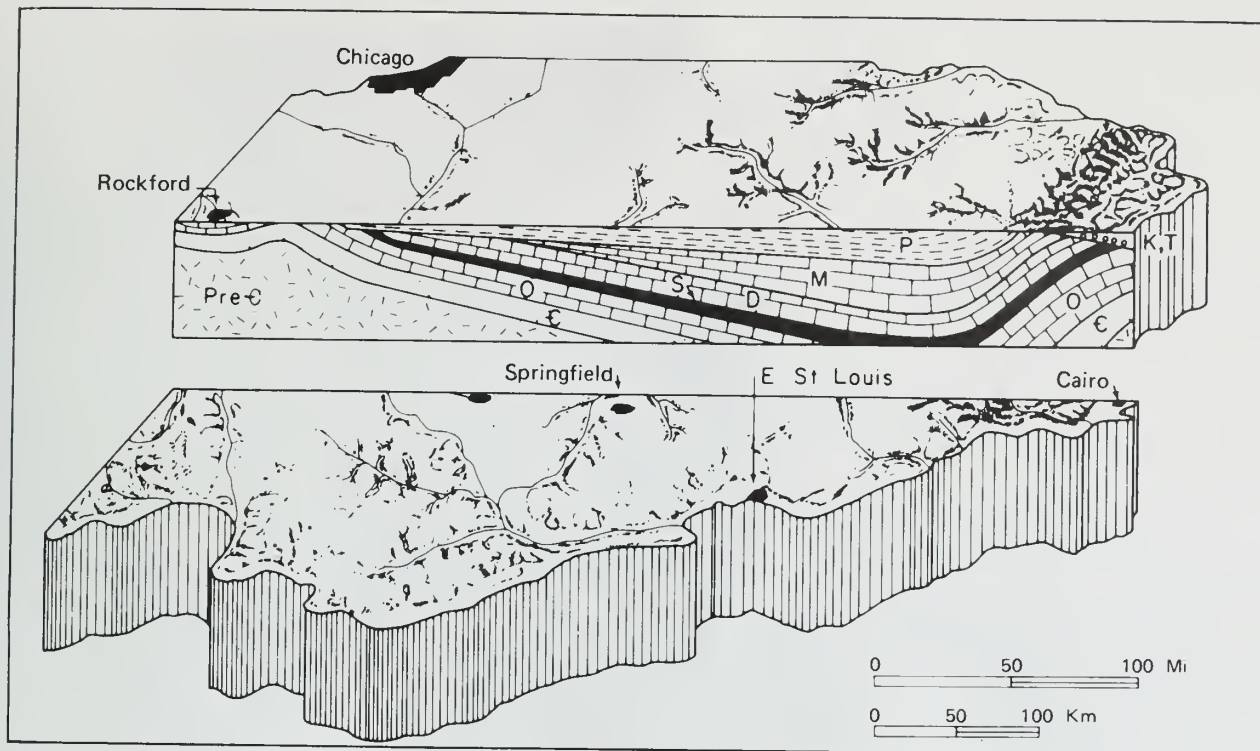 Chicago
Rockford
P
K,T
M
S
O
D
O
Pre-Є
Є
Є
Springfield
E St Louis
Cairo
0 50 100 Mi
0 50 100 Km